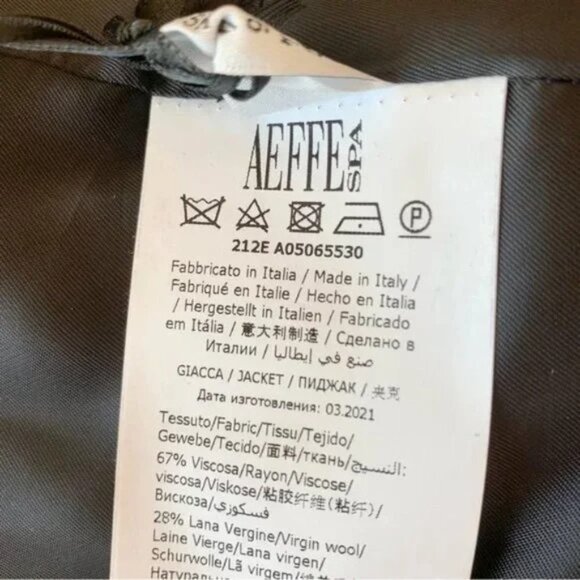 AEFFE SPA
212E A05065530
Fabbricato in Italia / Made in Italy /
Fabriqué en Italie / Hecho en Italia
/ Hergestellt in Italien / Fabricado
em Itália / 意大利制造 / Сделано в
Италии / صنع في إيطاليا
GIACCA / JACKET / ПИДЖАК / 夹克
Дата изготовления: 03.2021
Tessuto/Fabric/Tissu/Tejido/
Gewebe/Tecido/面料/ткань/النسيج:
67% Viscosa/Rayon/Viscose/
viscosa/Viskose/粘胶纤维(粘纤)/
Вискоза/فسكوزي/
28% Lana Vergine/Virgin wool/
Laine Vierge/Lana virgen/
Schurwolle/Lã virgem/